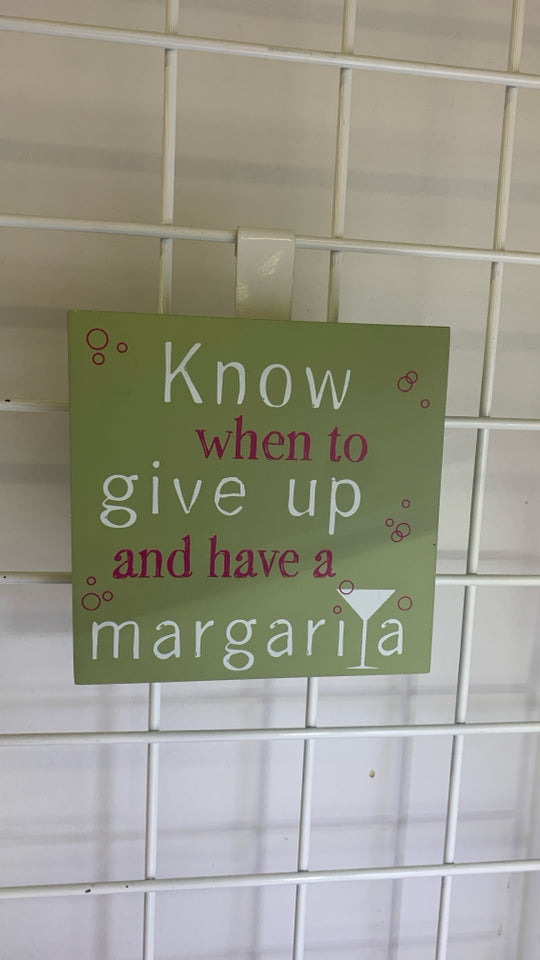 Know
when to
give up
and have a
margarita